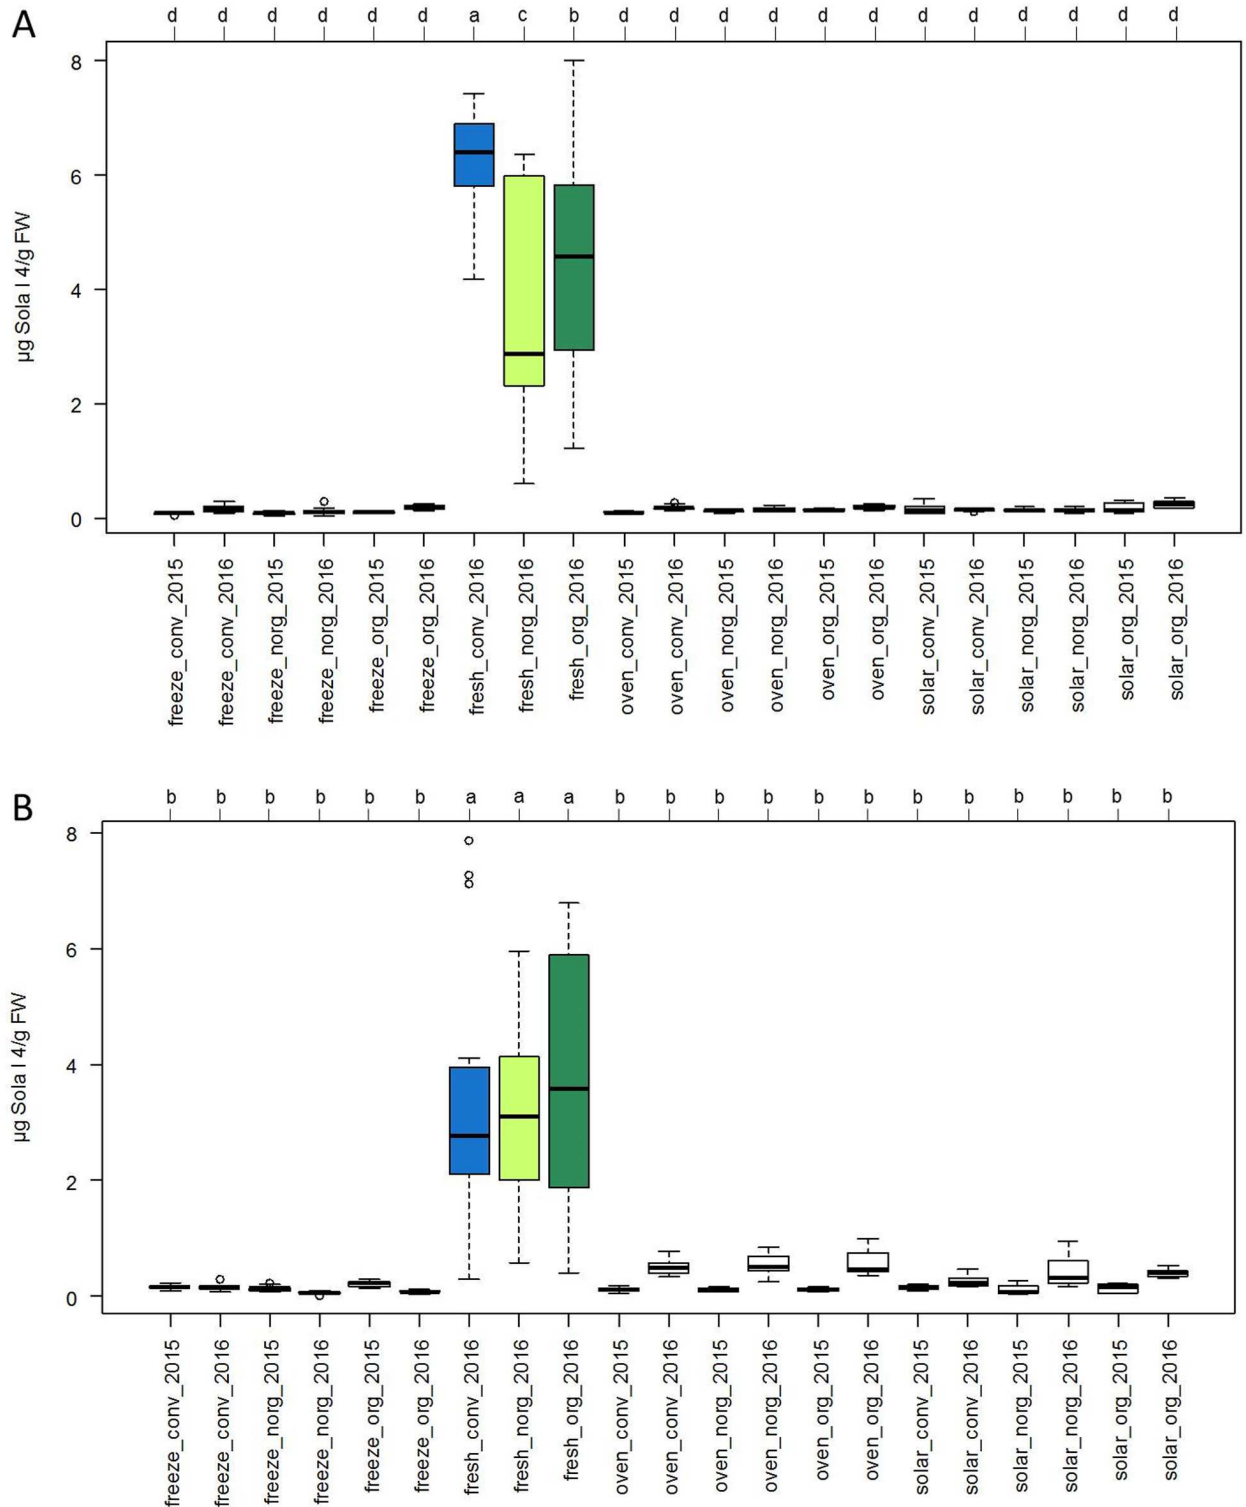 A
d d d d d d a c b d d d d d d d d d d d d
8
6
4
2
0
µg Sola l 4/g FW
freeze_conv_2015
freeze_conv_2016
freeze_norg_2015
freeze_norg_2016
freeze_org_2015
freeze_org_2016
fresh_conv_2016
fresh_norg_2016
fresh_org_2016
oven_conv_2015
oven_conv_2016
oven_norg_2015
oven_norg_2016
oven_org_2015
oven_org_2016
solar_conv_2015
solar_conv_2016
solar_norg_2015
solar_norg_2016
solar_org_2015
solar_org_2016
B
b b b b b b a a a b b b b b b b b b b b b
8
6
4
2
0
µg Sola l 4/g FW
freeze_conv_2015
freeze_conv_2016
freeze_norg_2015
freeze_norg_2016
freeze_org_2015
freeze_org_2016
fresh_conv_2016
fresh_norg_2016
fresh_org_2016
oven_conv_2015
oven_conv_2016
oven_norg_2015
oven_norg_2016
oven_org_2015
oven_org_2016
solar_conv_2015
solar_conv_2016
solar_norg_2015
solar_norg_2016
solar_org_2015
solar_org_2016